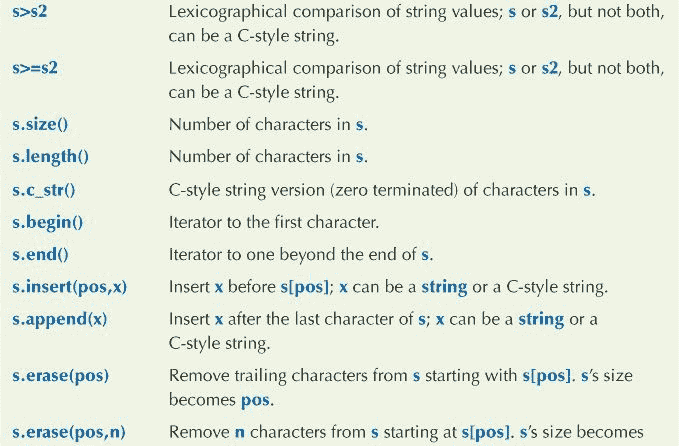 s>s2 Lexicographical comparison of string values; s or s2, but not both,
can be a C-style string.
s>=s2 Lexicographical comparison of string values; s or s2, but not both,
can be a C-style string.
s.size() Number of characters in s.
s.length() Number of characters in s.
s.c_str() C-style string version (zero terminated) of characters in s.
s.begin() Iterator to the first character.
s.end() Iterator to one beyond the end of s.
s.insert(pos,x) Insert x before s[pos]; x can be a string or a C-style string.
s.append(x) Insert x after the last character of s; x can be a string or a
C-style string.
s.erase(pos) Remove trailing characters from s starting with s[pos]. s's size
becomes pos.
s.erase(pos,n) Remove n characters from s starting at s[pos]. s's size becomes